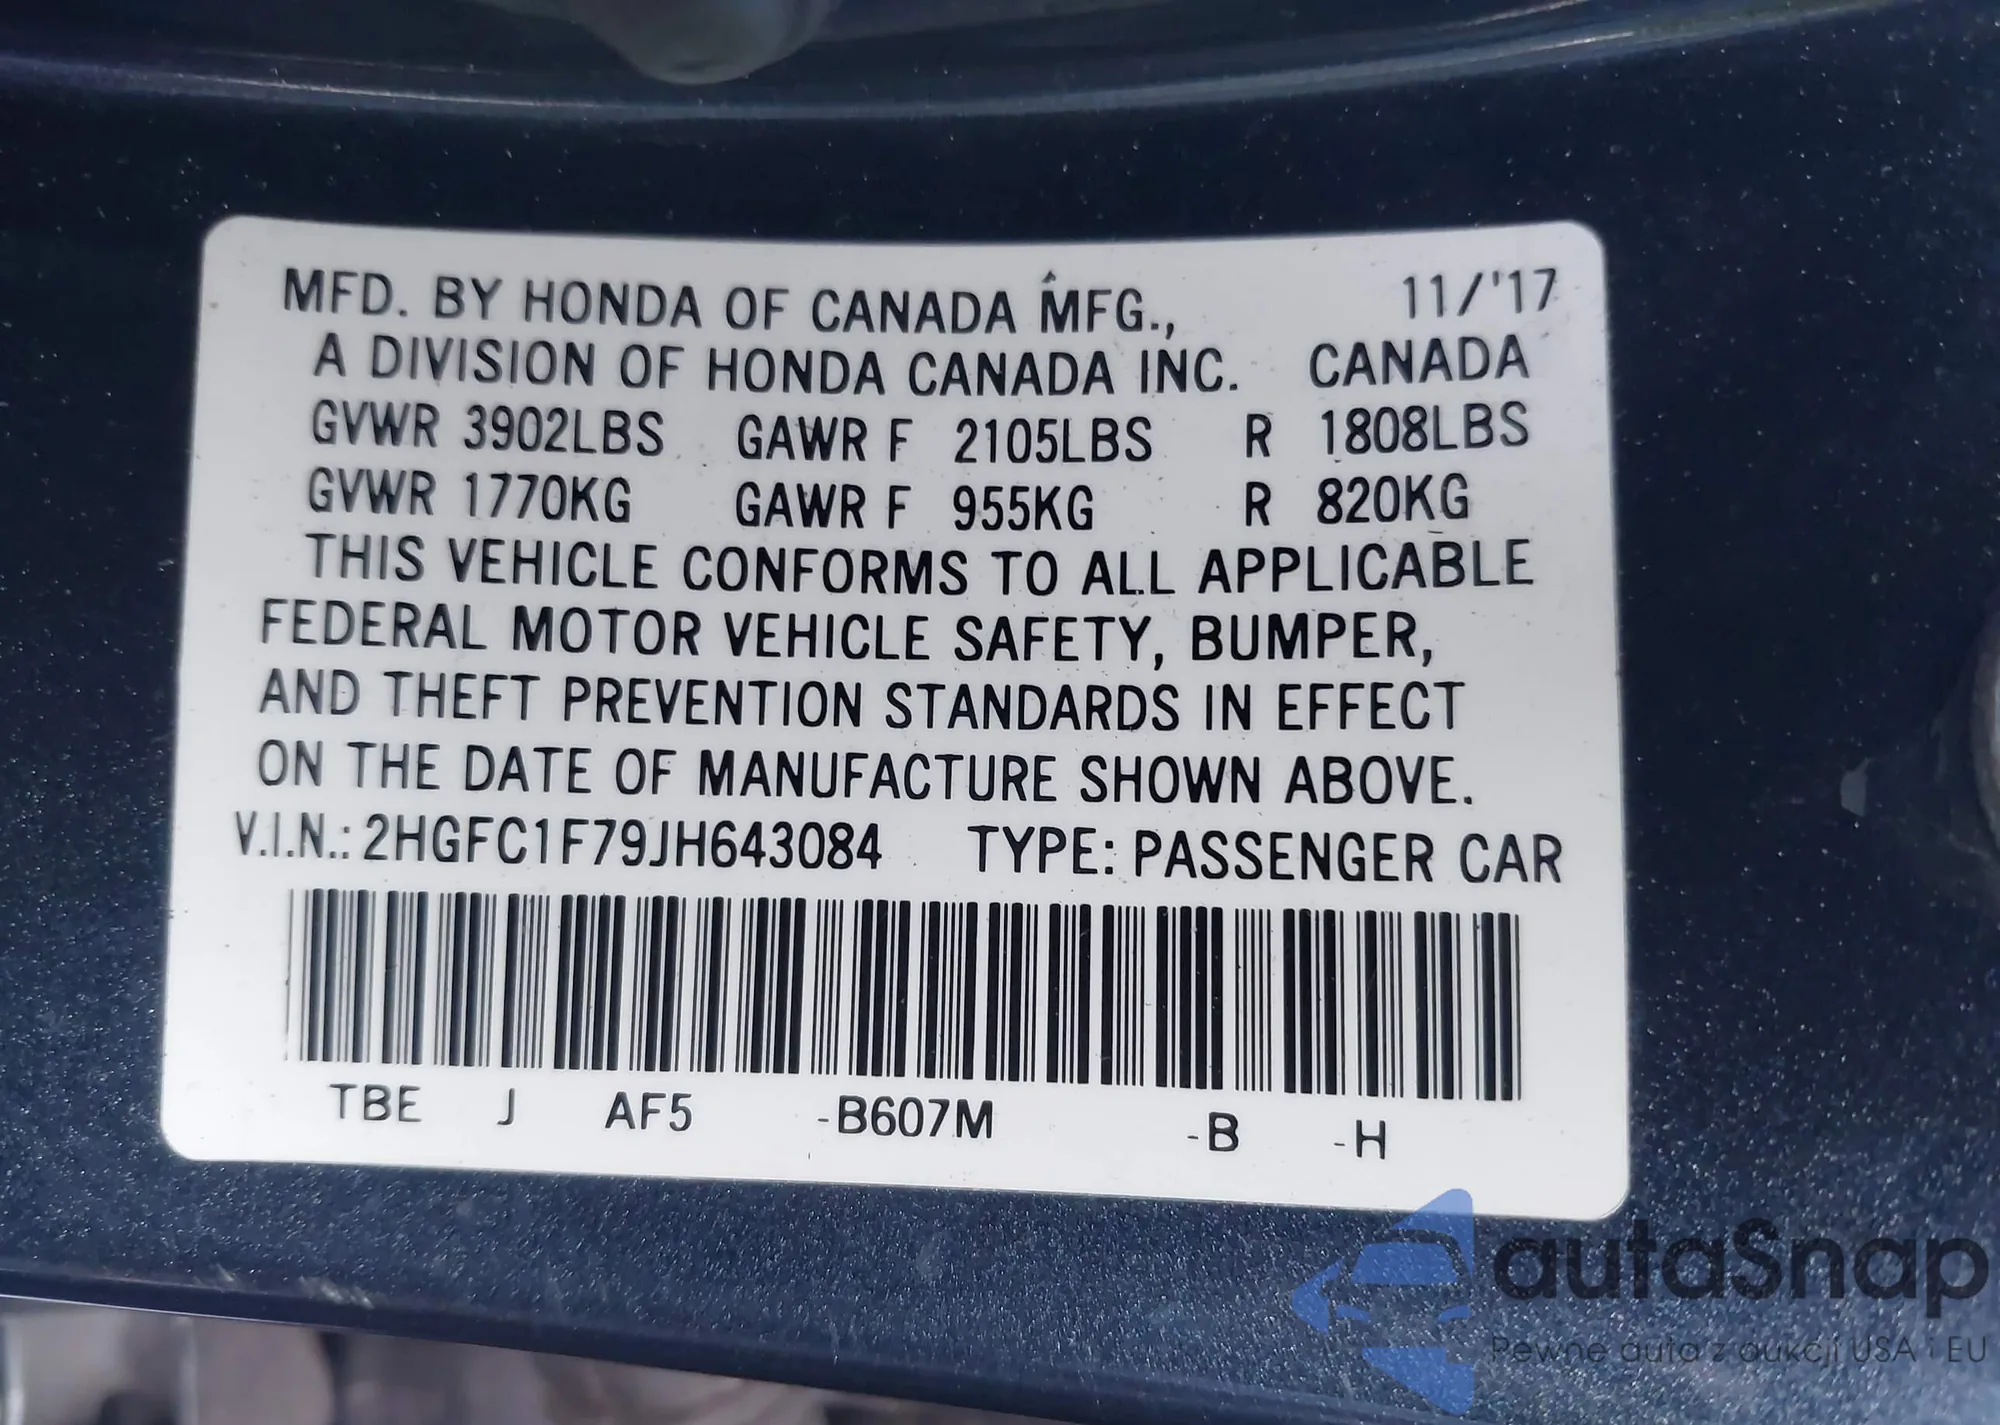 MFD. BY HONDA OF CANADA MFG., 11/'17
A DIVISION OF HONDA CANADA INC. CANADA
GVWR 3902LBS GAWR F 2105LBS R 1808LBS
GVWR 1770KG GAWR F 955KG R 820KG
THIS VEHICLE CONFORMS TO ALL APPLICABLE
FEDERAL MOTOR VEHICLE SAFETY, BUMPER,
AND THEFT PREVENTION STANDARDS IN EFFECT
ON THE DATE OF MANUFACTURE SHOWN ABOVE.
V.I.N.: 2HGFC1F79JH643084 TYPE: PASSENGER CAR
TBE J AF5 -B607M -B -H
autaSnap
Pewne auta z aukcji USA i EU